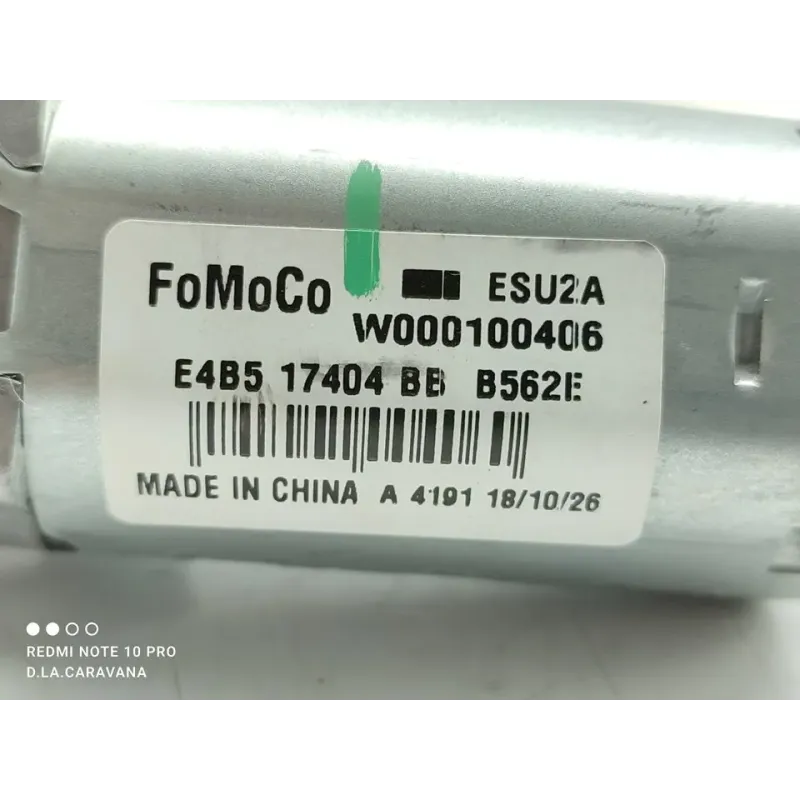 FoMoCo ESU2A
W000100406
E4B5 17404 BB B562E
MADE IN CHINA A 4191 18/10/26
REDMI NOTE 10 PRO
D.LA.CARAVANA